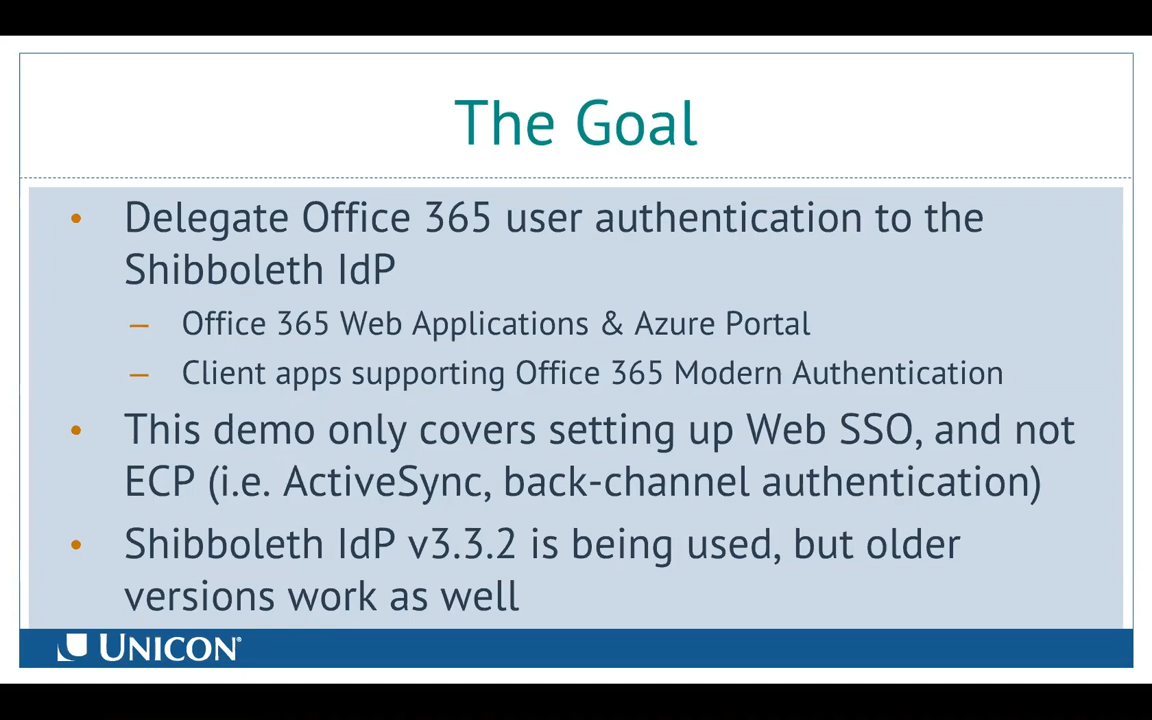 The Goal
• Delegate Office 365 user authentication to the
Shibboleth IdP
– Office 365 Web Applications & Azure Portal
– Client apps supporting Office 365 Modern Authentication
• This demo only covers setting up Web SSO, and not
ECP (i.e. ActiveSync, back-channel authentication)
• Shibboleth IdP v3.3.2 is being used, but older
versions work as well
UNICON®